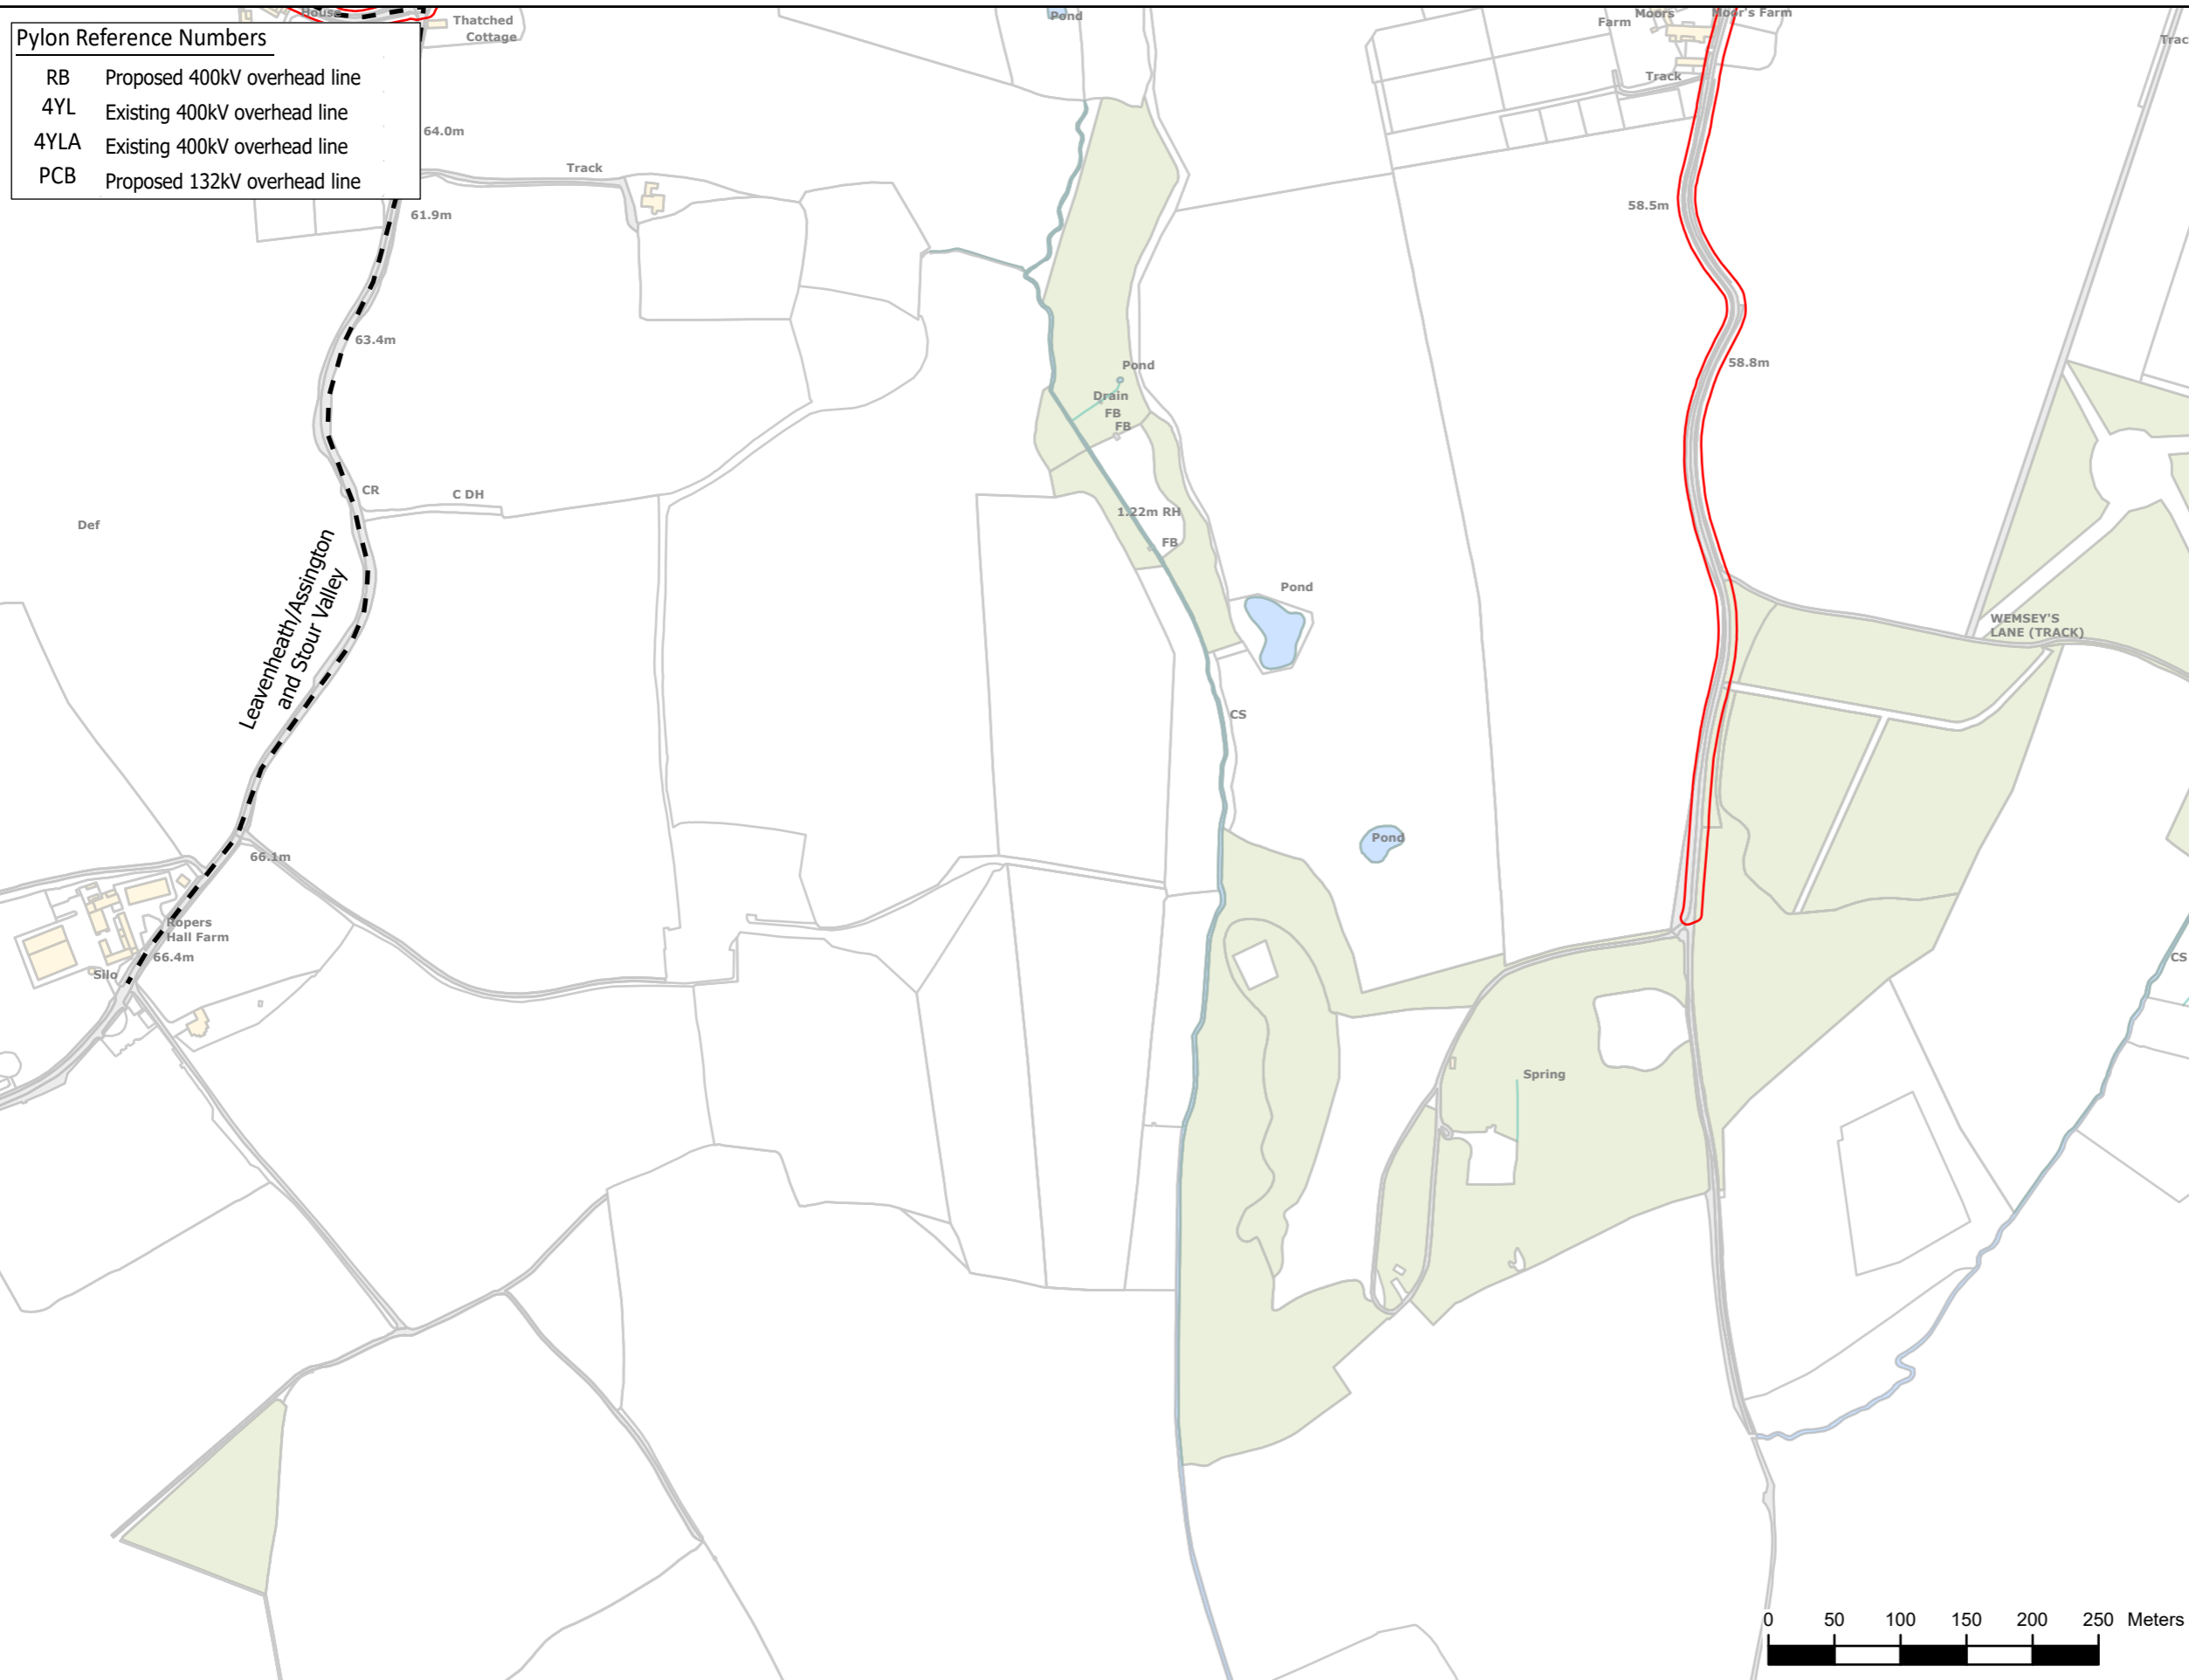 House
Thatched
Cottage
Pond
Farm
Moors
Moor's Farm
Trac
Pylon Reference Numbers
RB Proposed 400kV overhead line
4YL Existing 400kV overhead line
4YLA Existing 400kV overhead line
PCB Proposed 132kV overhead line
Track
64.0m
Track
61.9m
58.5m
63.4m
58.8m
Pond
Drain
FB
FB
CR
C DH
Def
1.22m RH
FB
Leavenheath/Assington
and Stour Valley
Pond
WEMSEY'S
LANE (TRACK)
CS
Pond
66.1m
Ropers
Hall Farm
66.4m
Silo
CS
Spring
0 50 100 150 200 250 Meters